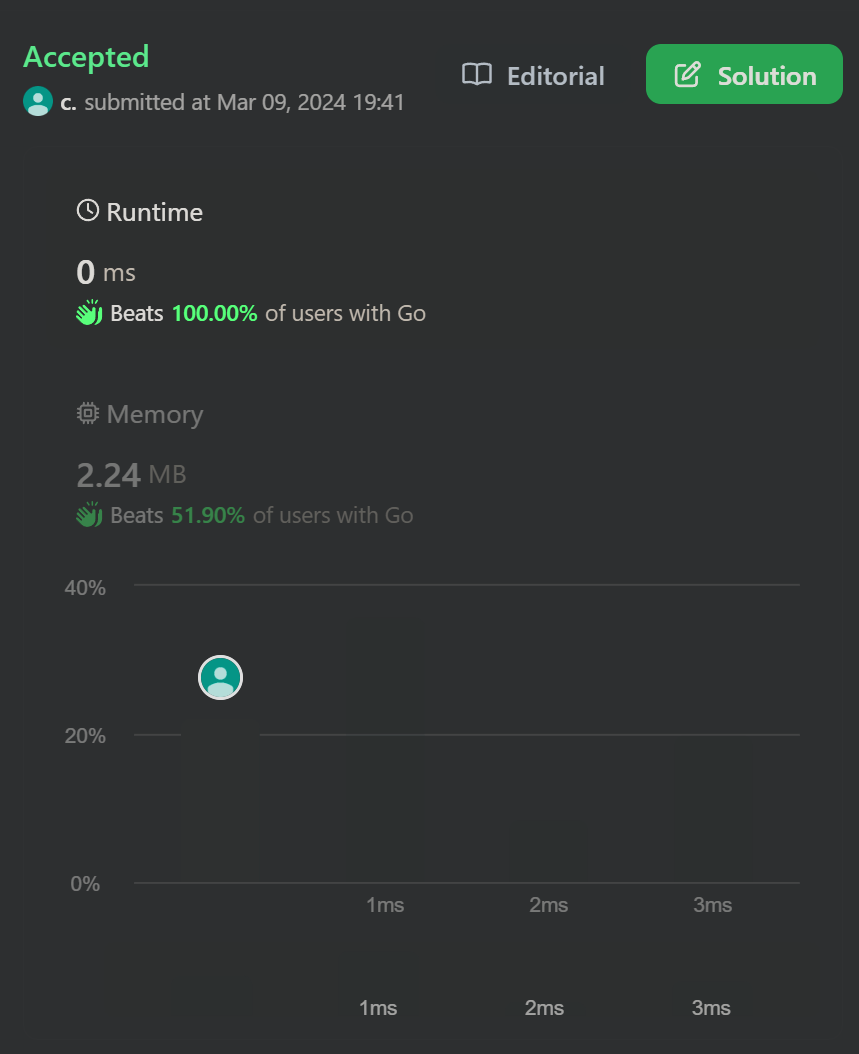 Accepted
Editorial
Solution
c. submitted at Mar 09, 2024 19:41
Runtime
0 ms
Beats 100.00% of users with Go
Memory
2.24 MB
Beats 51.90% of users with Go
40%
20%
0%
1ms 2ms 3ms
1ms 2ms 3ms